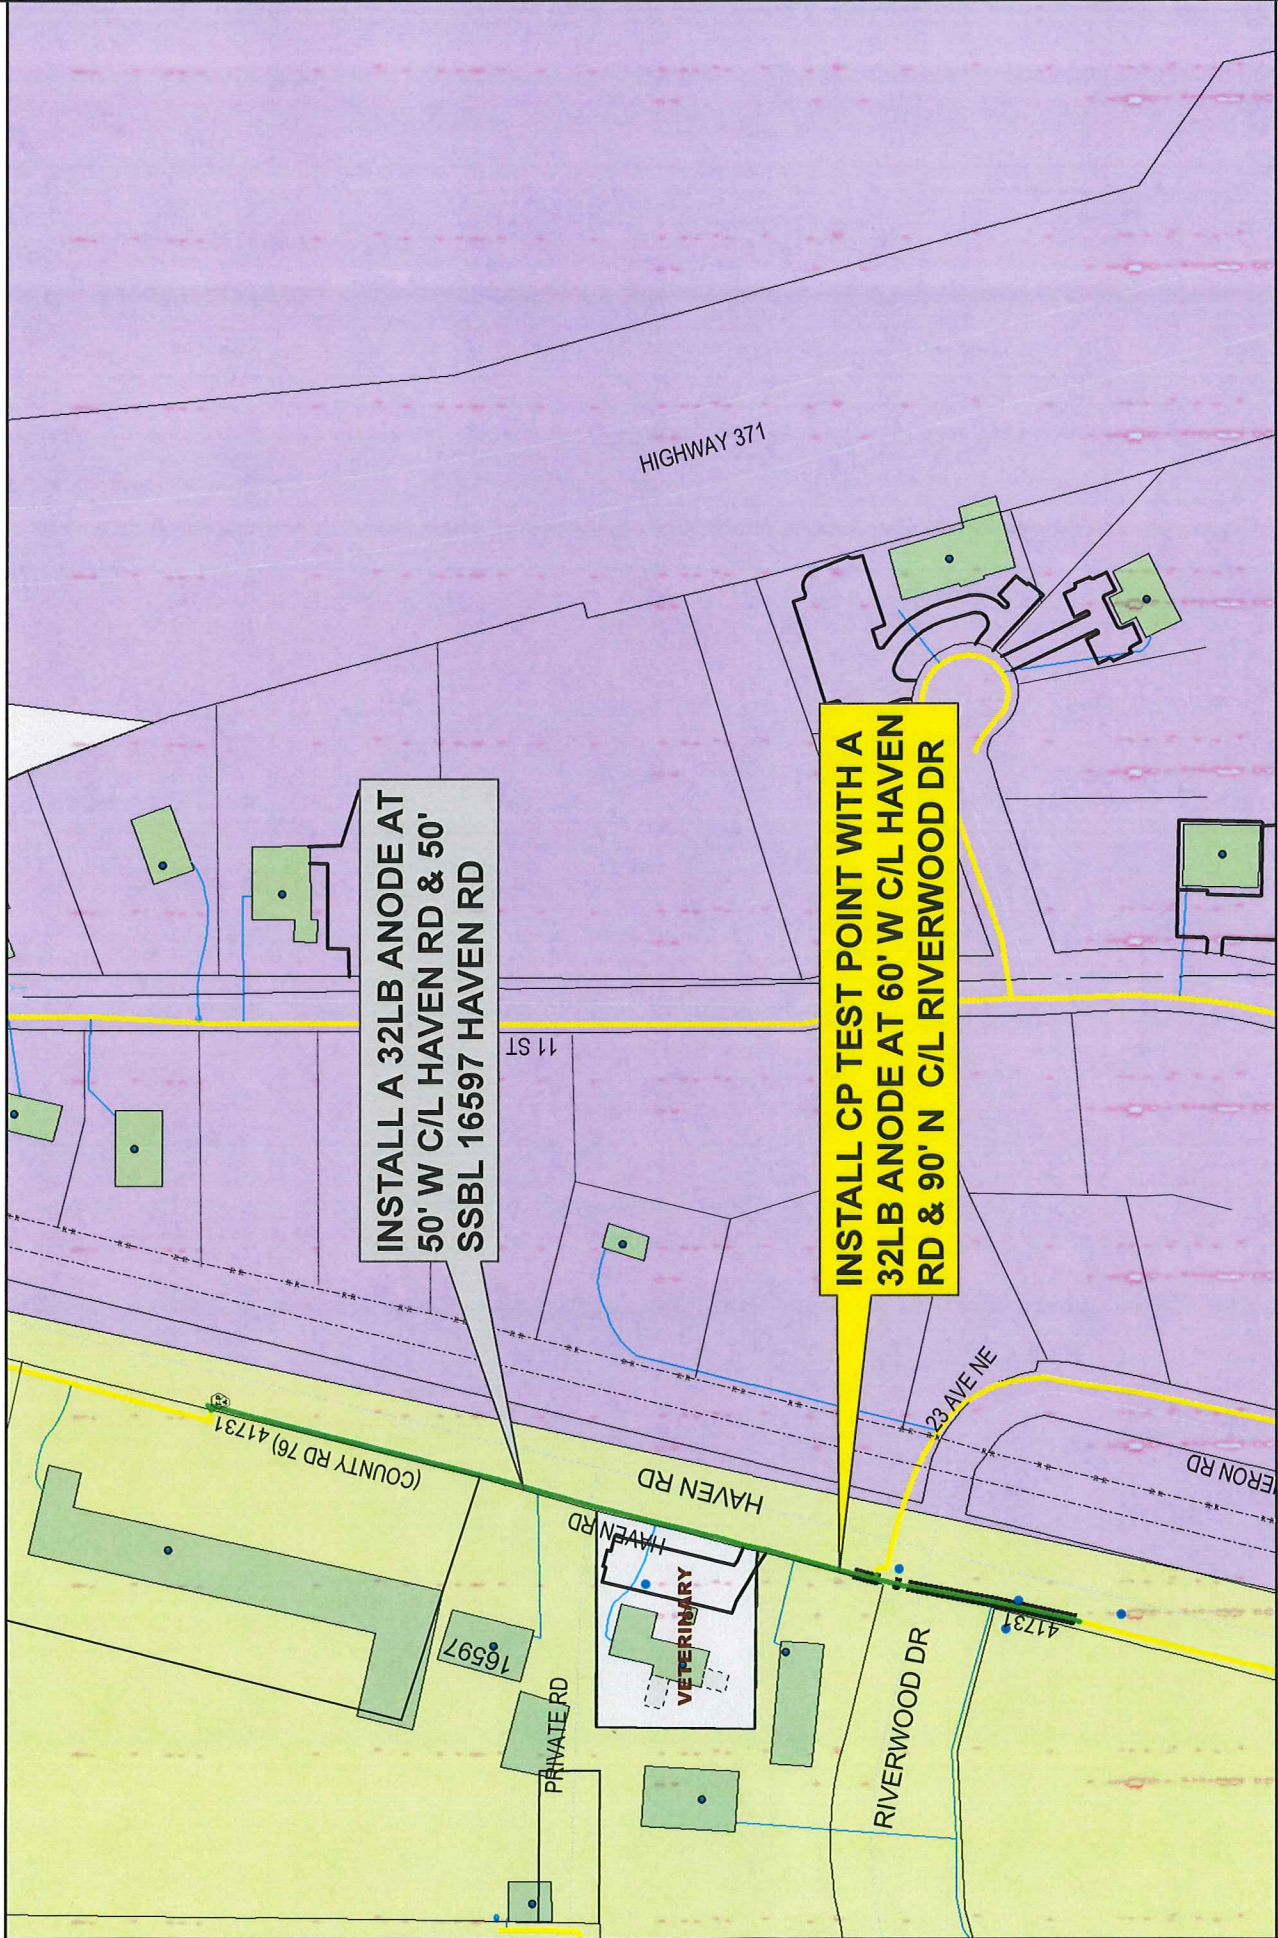 HIGHWAY 371
INSTALL A 32LB ANODE AT
50' W C/L HAVEN RD & 50'
SSBL 16597 HAVEN RD
INSTALL CP TEST POINT WITH A
32LB ANODE AT 60' W C/L HAVEN
RD & 90' N C/L RIVERWOOD DR
11 ST
(COUNTY RD 76) 41731
HAVEN RD
HAVEN RD
23 AVE NE
ERON RD
16597
VETERINARY
PRIVATE RD
RIVERWOOD DR
41731